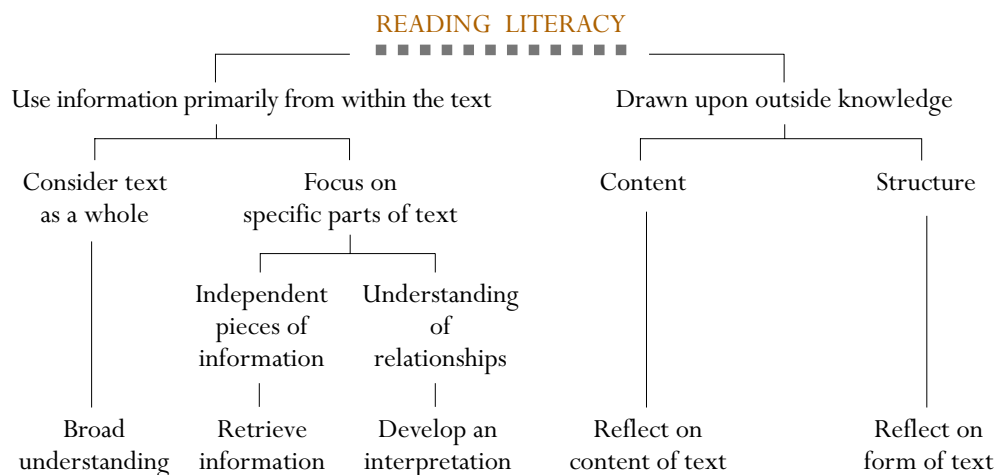 READING LITERACY
Use information primarily from within the text
Drawn upon outside knowledge
Consider text
as a whole
Focus on
specific parts of text
Content
Structure
Independent
pieces of
information
Understanding
of
relationships
Broad
understanding
Retrieve
information
Develop an
interpretation
Reflect on
content of text
Reflect on
form of text